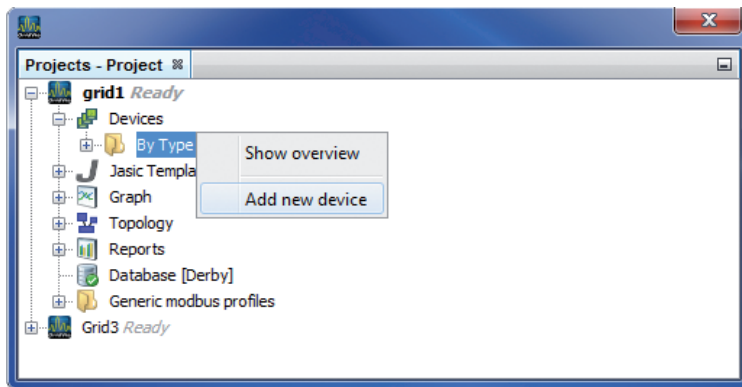 Projects - Project
grid1 Ready
Devices
By Type
Show overview
Jasic Templa
Graph
Add new device
Topology
Reports
Database [Derby]
Generic modbus profiles
Grid3 Ready